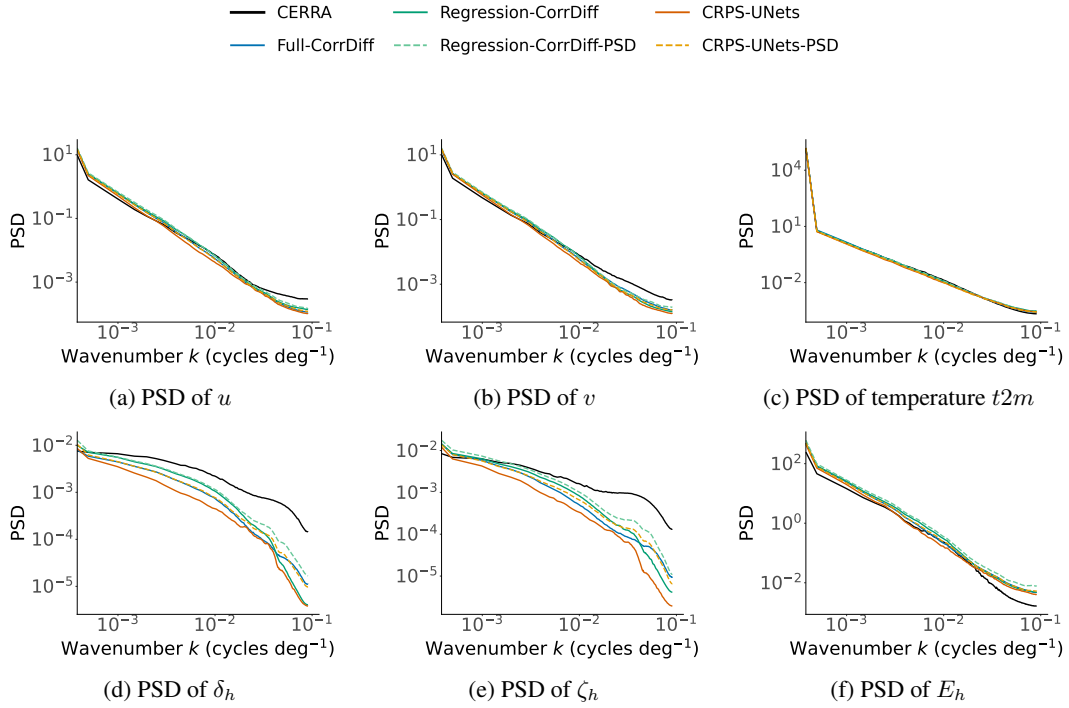 CERRA
Regression-CorrDiff
CRPS-UNets
Full-CorrDiff
Regression-CorrDiff-PSD
CRPS-UNets-PSD
PSD
10^1
10^−1
10^−3
10^−3
10^−2
10^−1
Wavenumber k (cycles deg^−1)
(a) PSD of u
PSD
10^1
10^−1
10^−3
10^−3
10^−2
10^−1
Wavenumber k (cycles deg^−1)
(b) PSD of v
PSD
10^4
10^1
10^−2
10^−3
10^−2
10^−1
Wavenumber k (cycles deg^−1)
(c) PSD of temperature t2m
PSD
10^−2
10^−3
10^−4
10^−5
10^−3
10^−2
10^−1
Wavenumber k (cycles deg^−1)
(d) PSD of δ_h
PSD
10^−2
10^−3
10^−4
10^−5
10^−3
10^−2
10^−1
Wavenumber k (cycles deg^−1)
(e) PSD of ζ_h
PSD
10^2
10^0
10^−2
10^−3
10^−2
10^−1
Wavenumber k (cycles deg^−1)
(f) PSD of E_h